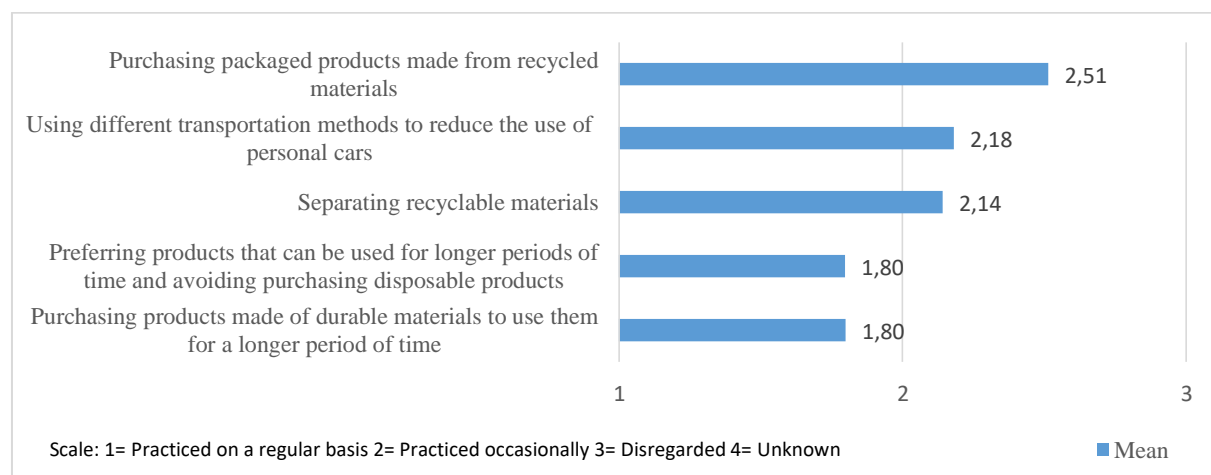 Purchasing packaged products made from recycled
materials
2,51
Using different transportation methods to reduce the use of
personal cars
2,18
Separating recyclable materials
2,14
Preferring products that can be used for longer periods of
time and avoiding purchasing disposable products
1,80
Purchasing products made of durable materials to use them
for a longer period of time
1,80
1 2 3
Scale: 1= Practiced on a regular basis 2= Practiced occasionally 3= Disregarded 4= Unknown
Mean